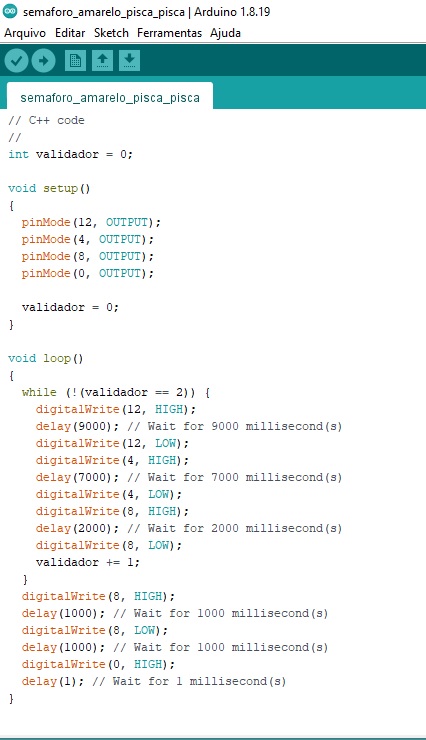 semaforo_amarelo_pisca_pisca | Arduino 1.8.19
Arquivo Editar Sketch Ferramentas Ajuda
semaforo_amarelo_pisca_pisca
// C++ code
//
int validador = 0;
void setup()
{
pinMode(12, OUTPUT);
pinMode(4, OUTPUT);
pinMode(8, OUTPUT);
pinMode(0, OUTPUT);
validador = 0;
}
void loop()
{
while (!(validador == 2)) {
digitalWrite(12, HIGH);
delay(9000); // Wait for 9000 millisecond(s)
digitalWrite(12, LOW);
digitalWrite(4, HIGH);
delay(7000); // Wait for 7000 millisecond(s)
digitalWrite(4, LOW);
digitalWrite(8, HIGH);
delay(2000); // Wait for 2000 millisecond(s)
digitalWrite(8, LOW);
validador += 1;
}
digitalWrite(8, HIGH);
delay(1000); // Wait for 1000 millisecond(s)
digitalWrite(8, LOW);
delay(1000); // Wait for 1000 millisecond(s)
digitalWrite(0, HIGH);
delay(1); // Wait for 1 millisecond(s)
}